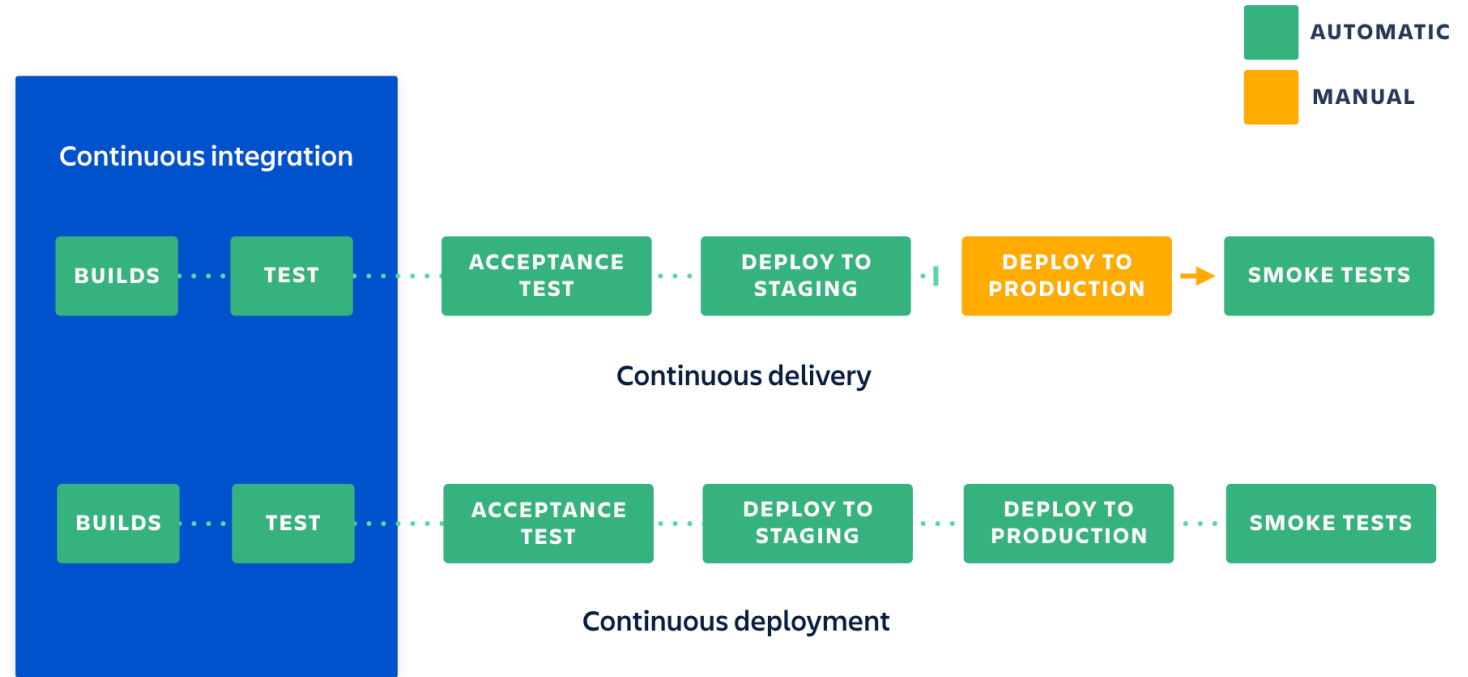 AUTOMATIC
MANUAL
Continuous integration
BUILDS
TEST
ACCEPTANCE
TEST
DEPLOY TO
STAGING
DEPLOY TO
PRODUCTION
SMOKE TESTS
Continuous delivery
BUILDS
TEST
ACCEPTANCE
TEST
DEPLOY TO
STAGING
DEPLOY TO
PRODUCTION
SMOKE TESTS
Continuous deployment